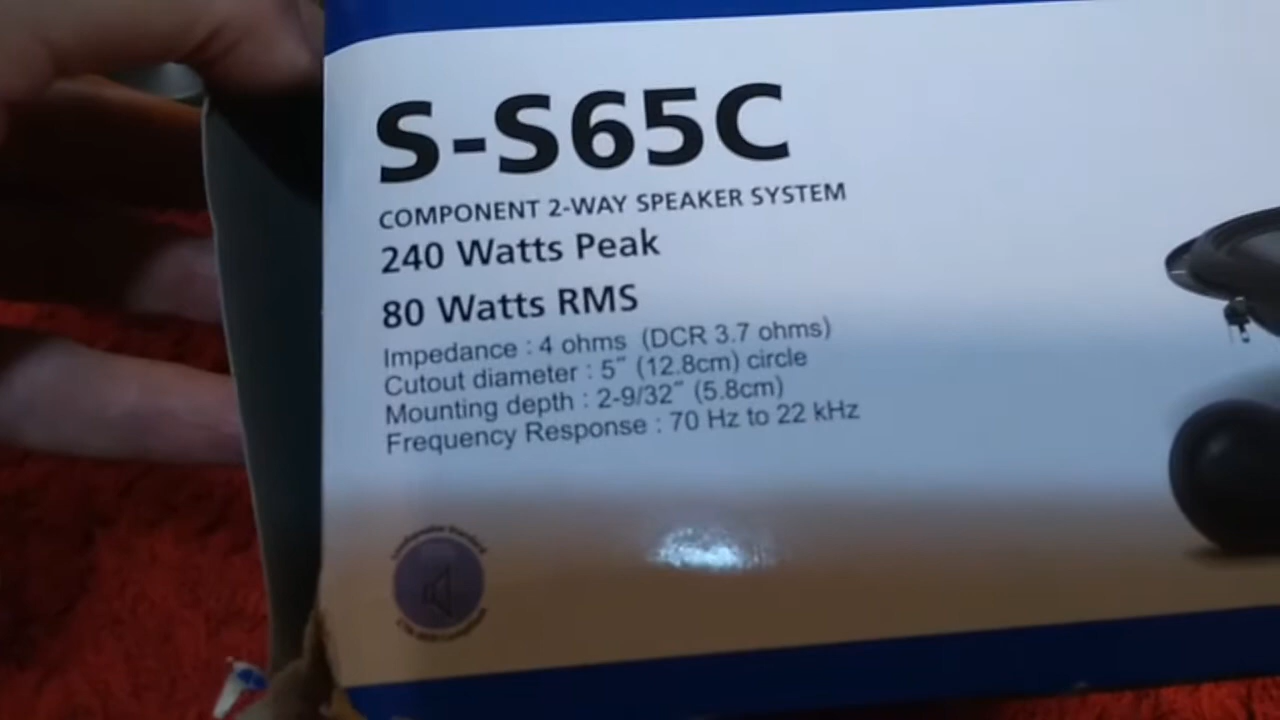 S-S65C
COMPONENT 2-WAY SPEAKER SYSTEM
240 Watts Peak
80 Watts RMS
Impedance : 4 ohms (DCR 3.7 ohms)
Cutout diameter : 5" (12.8cm) circle
Mounting depth : 2-9/32" (5.8cm)
Frequency Response : 70 Hz to 22 kHz